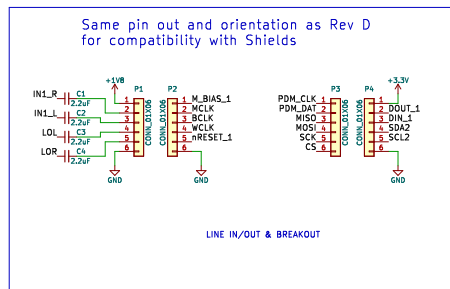 Same pin out and orientation as Rev D
for compatibility with Shields
+1V8
P1
P2
P3
P4
+3.3V
IN1_R
C1
2.2uF
IN1_L
C2
2.2uF
LOL
C3
2.2uF
LOR
C4
2.2uF
1
2
3
4
5
6
CONN_01X06
CONN_01X06
1
2
3
4
5
6
M_BIAS_1
MCLK
BCLK
WCLK
nRESET_1
GND
GND
PDM_CLK
PDM_DAT
MISO
MOSI
SCK
CS
1
2
3
4
5
6
CONN_01X06
CONN_01X06
1
2
3
4
5
6
DOUT_1
DIN_1
SDA2
SCL2
GND
LINE IN/OUT & BREAKOUT